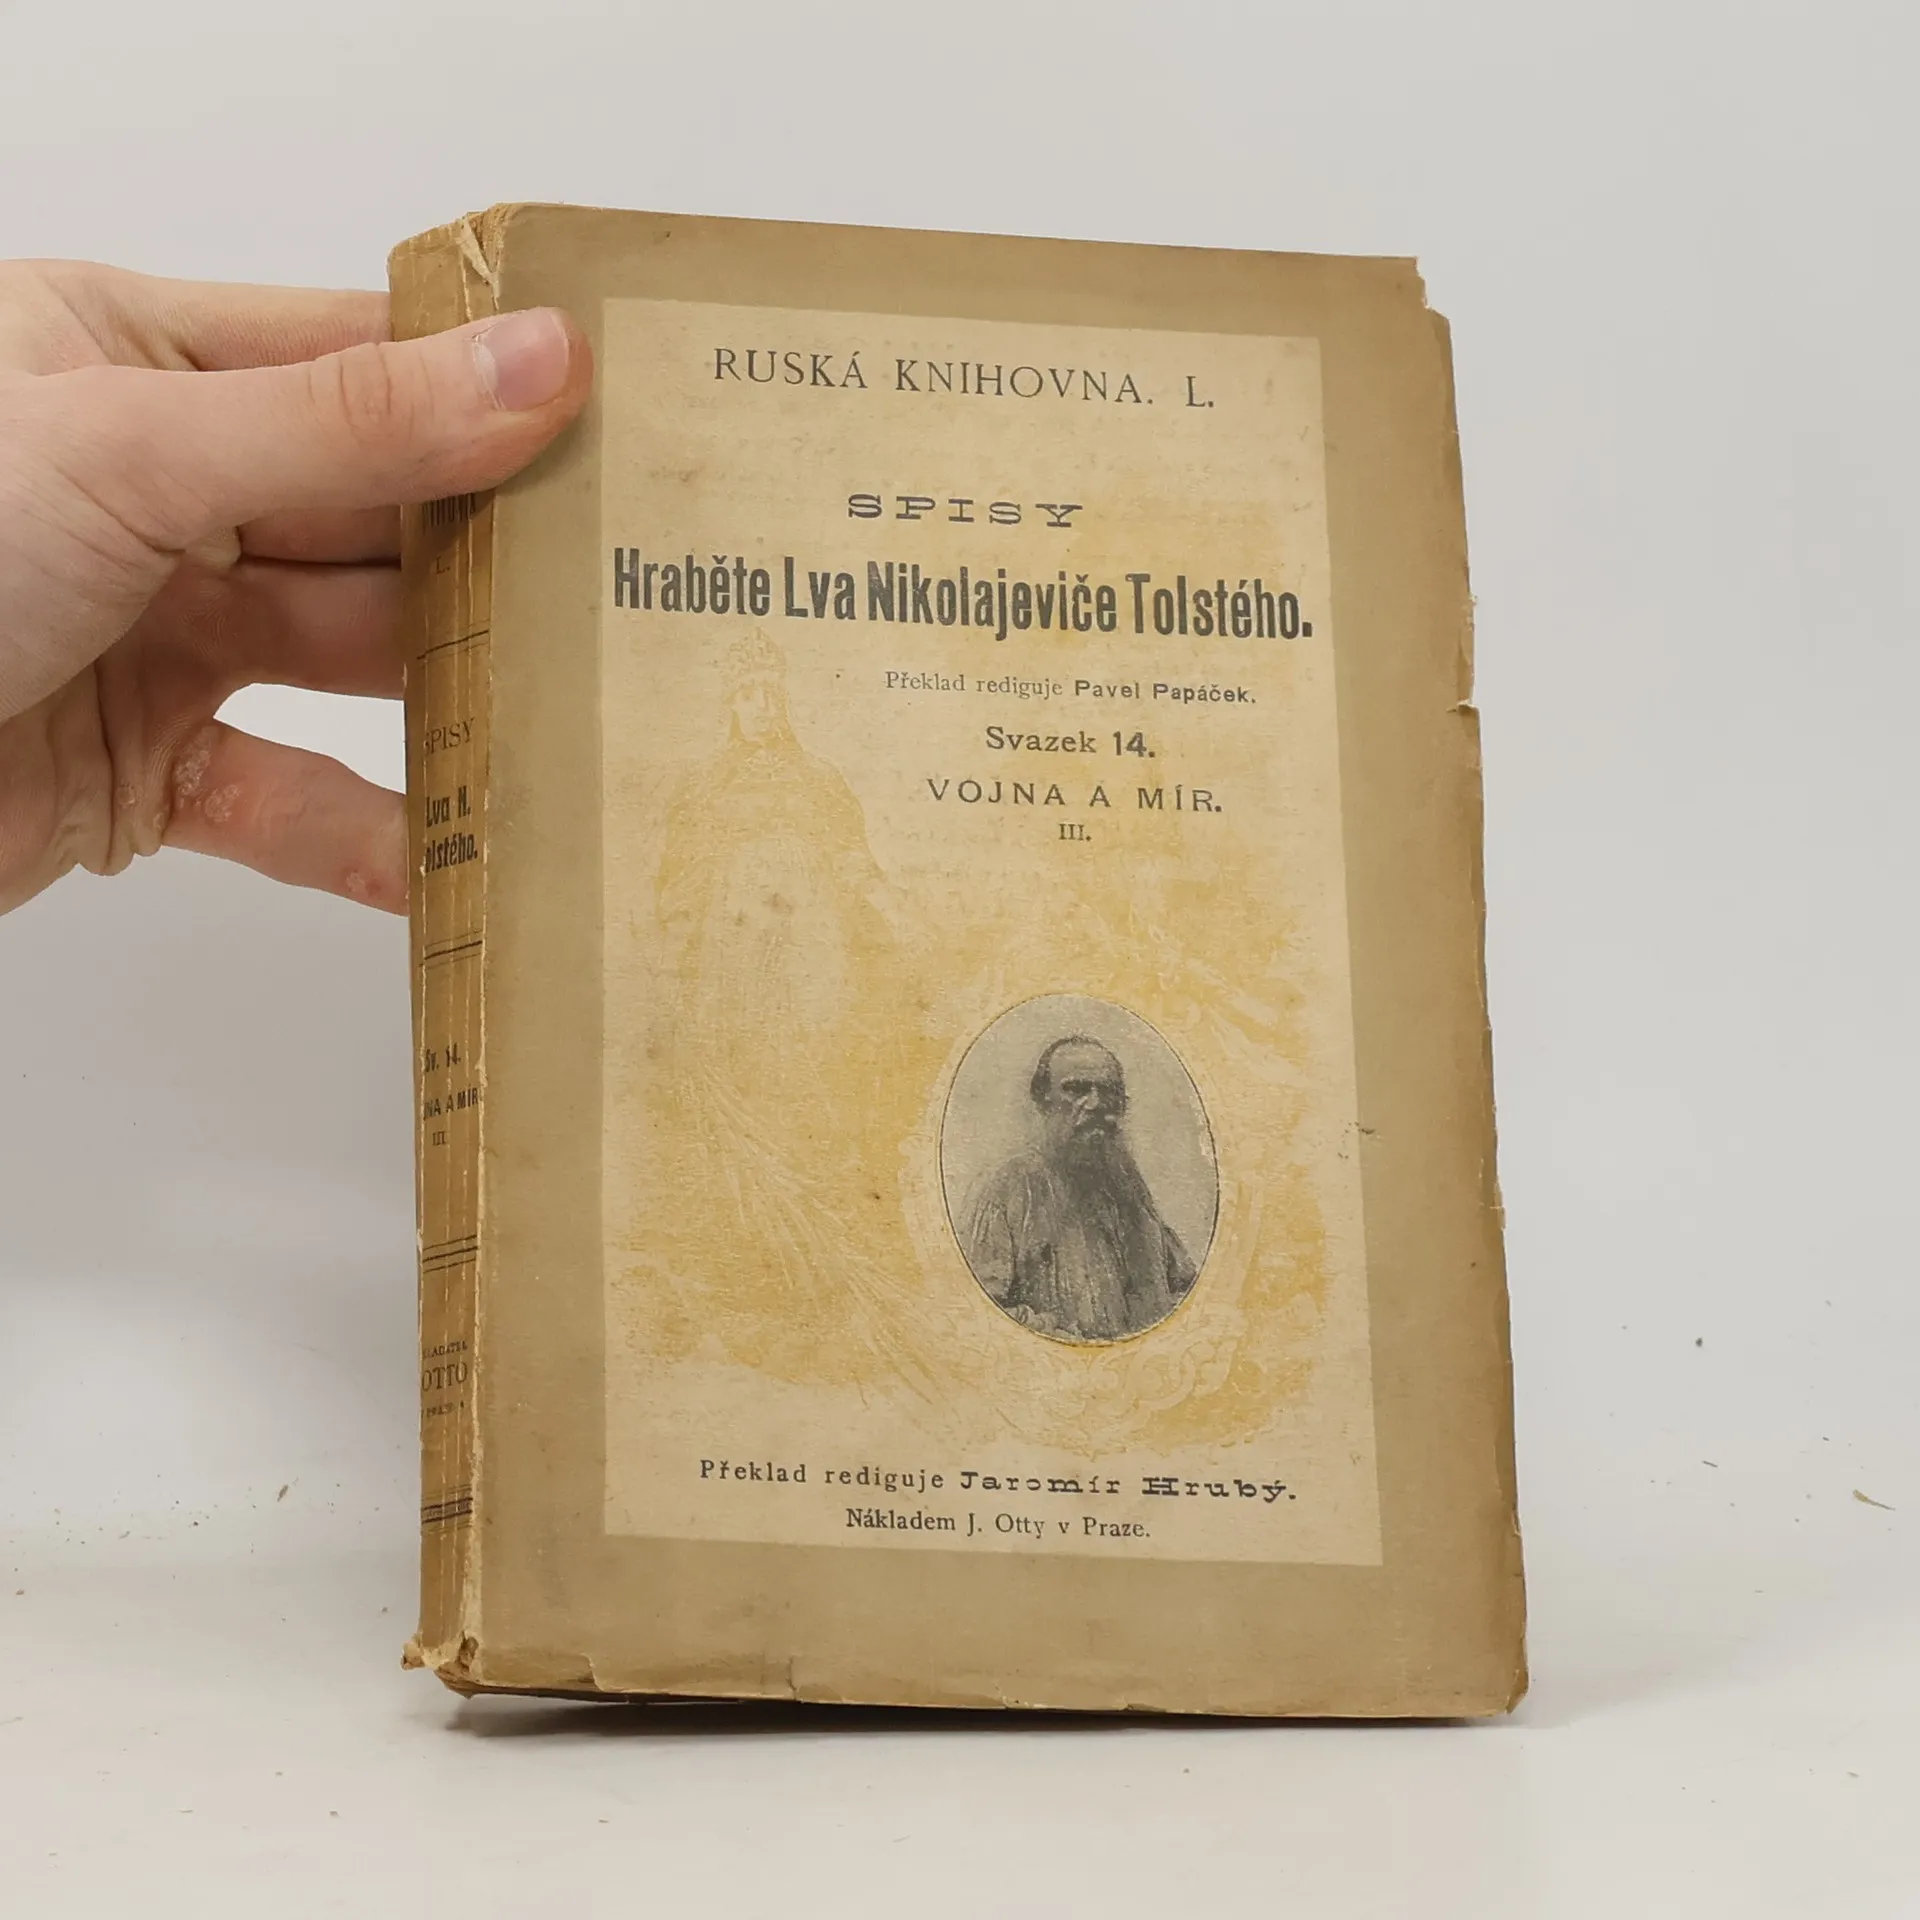 RUSKÁ KNIHOVNA. L.
SPISY
Hraběte Lva Nikolajeviče Tolstého.
Překlad rediguje Pavel Papáček.
Svazek 14.
VOJNA A MÍR.
III.
Překlad rediguje Jaromír Hrubý.
Nákladem J. Otty v Praze.
L.
SPISY
Lva N.
Tolstého.
Sv. 14.
A MÍR
III.
OTTO